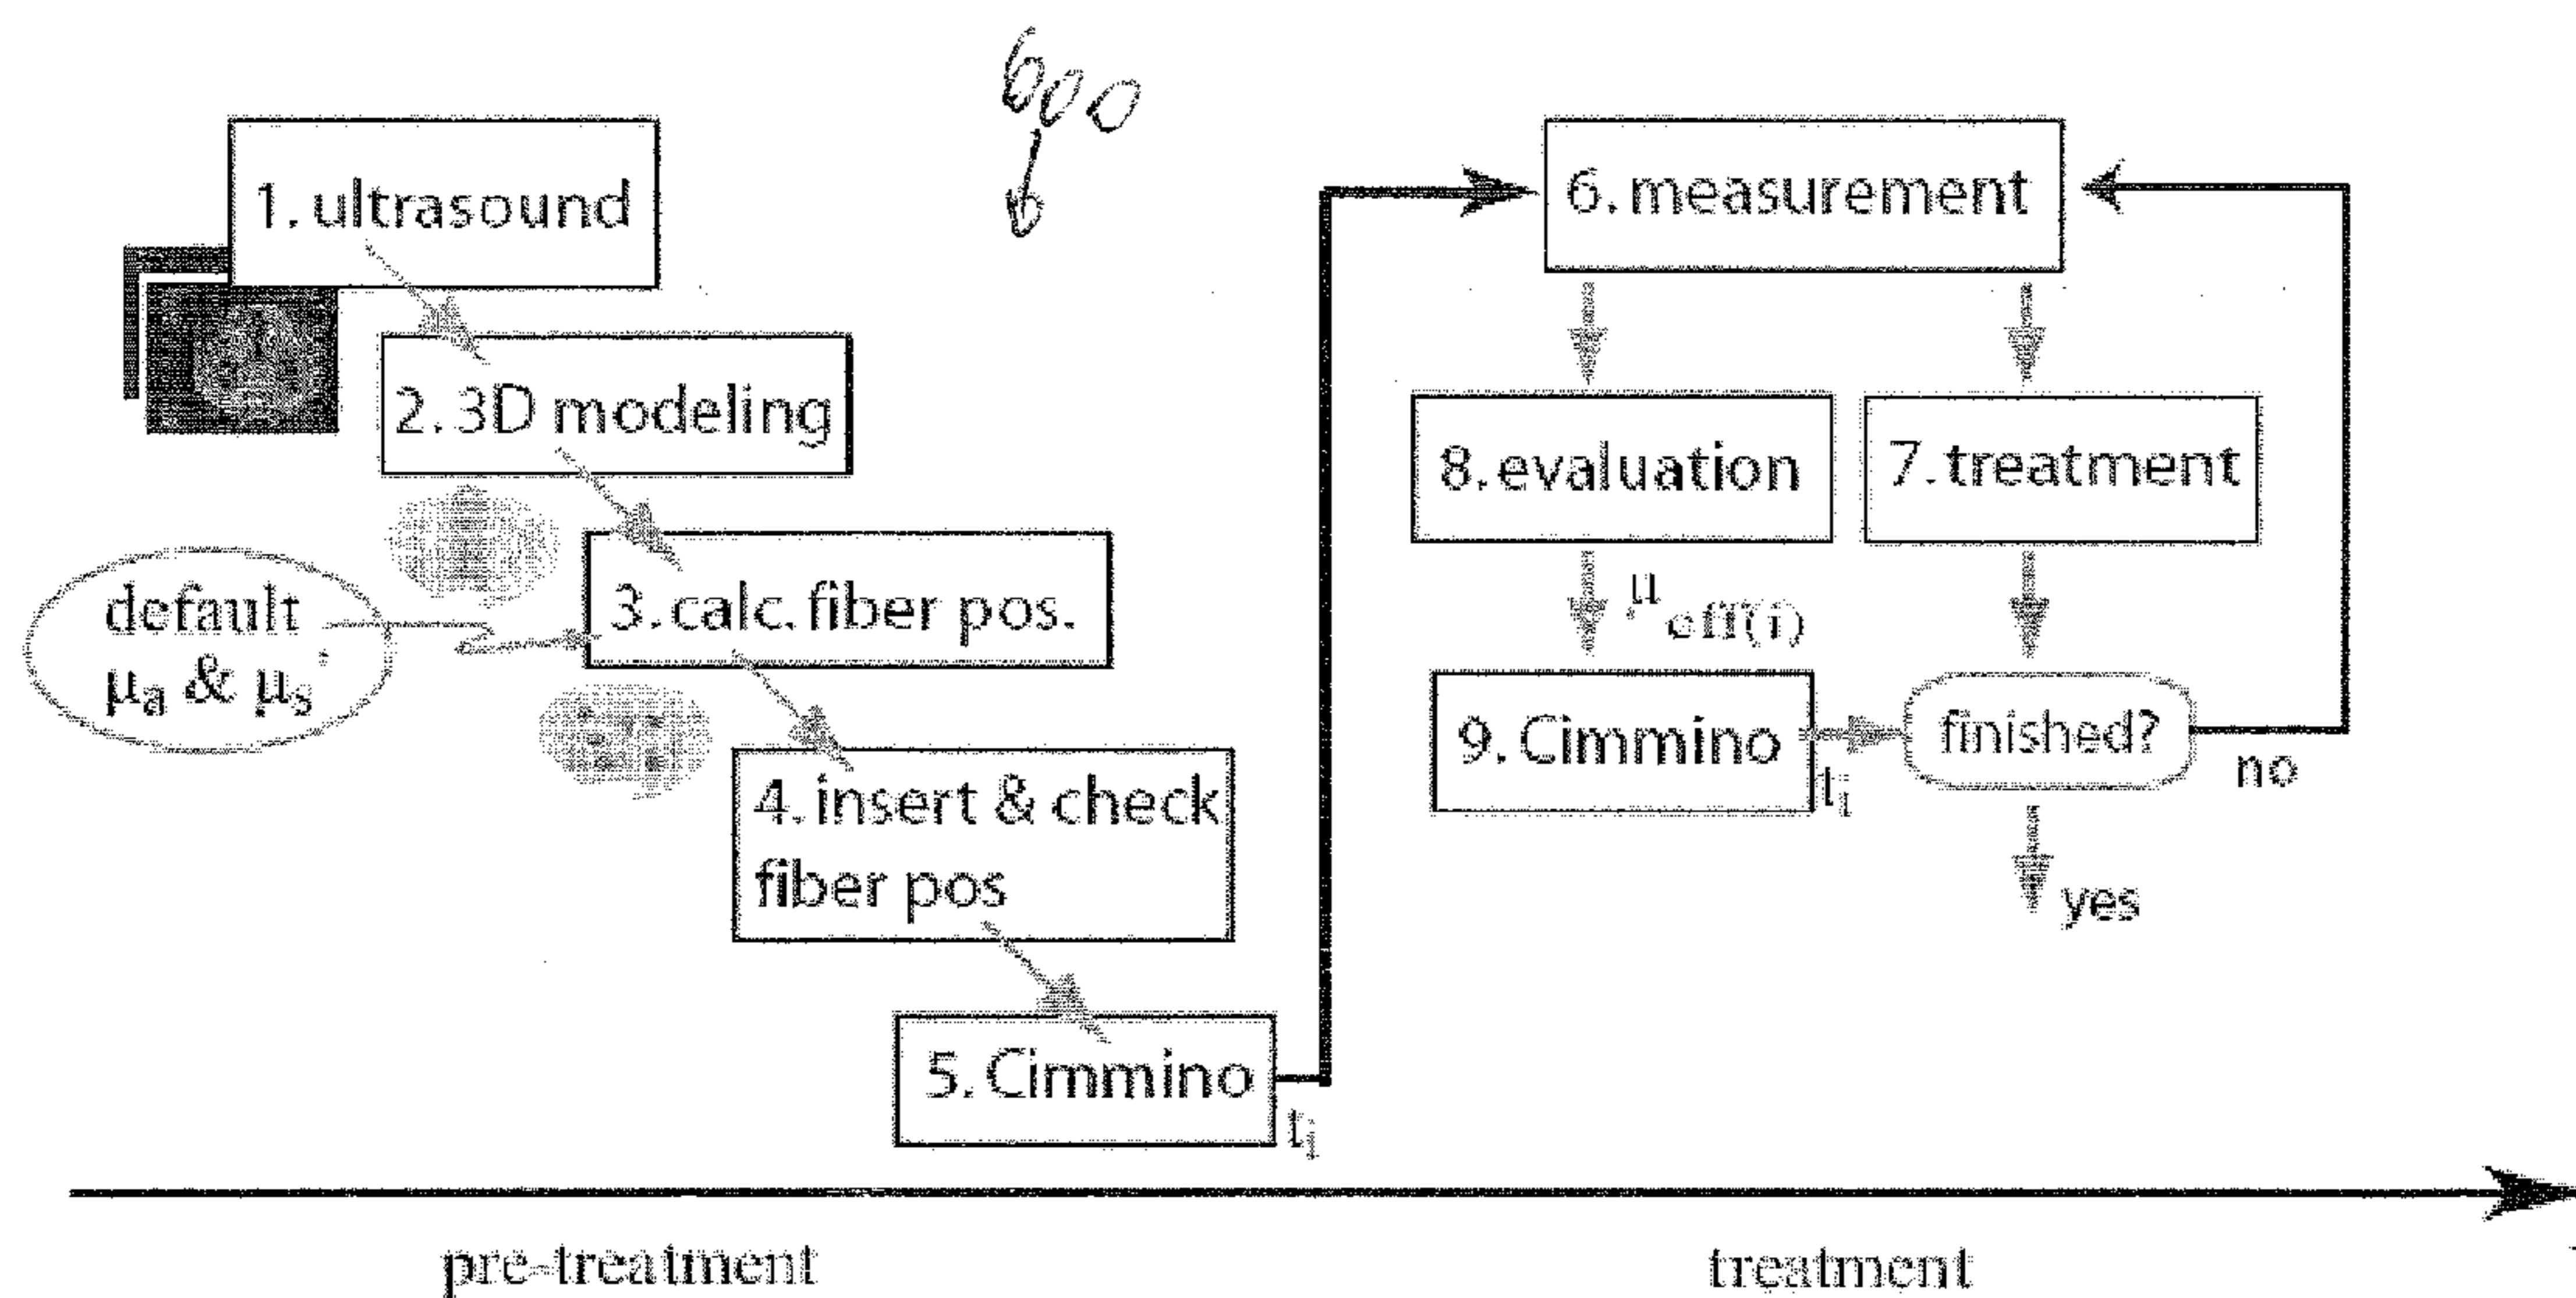 600
1. ultrasound
2. 3D modeling
default
μa & μs'
3. calc. fiber pos.
4. insert & check
fiber pos
5. Cimmino
ti
6. measurement
8. evaluation
7. treatment
μeff(i)
9. Cimmino
ti
finished?
no
yes
pre-treatment
treatment